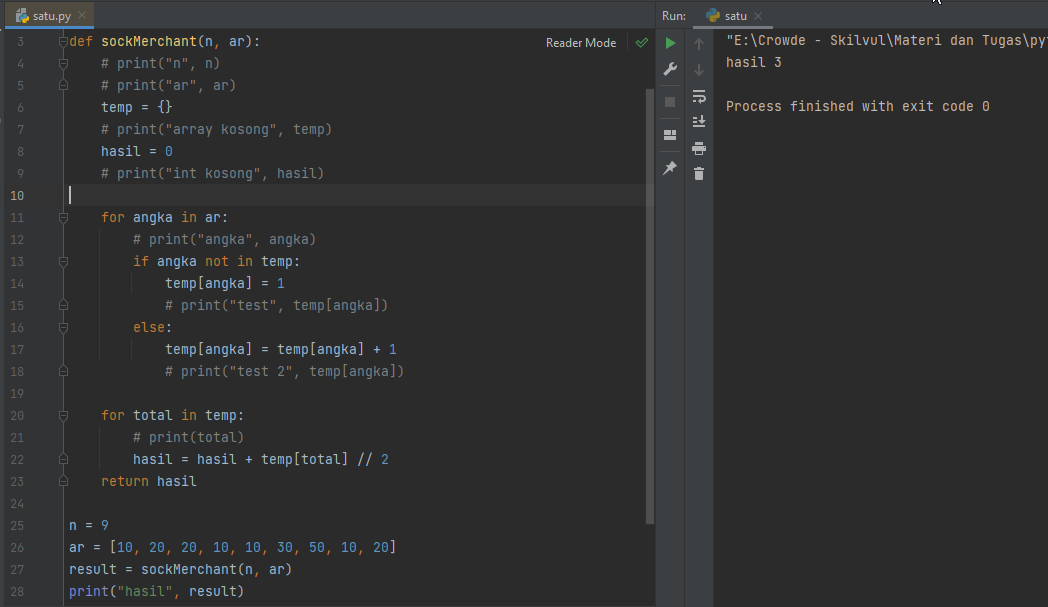 satu.py
3 def sockMerchant(n, ar):
Reader Mode
4 # print("n", n)
5 # print("ar", ar)
6 temp = {}
7 # print("array kosong", temp)
8 hasil = 0
9 # print("int kosong", hasil)
10
11 for angka in ar:
12 # print("angka", angka)
13 if angka not in temp:
14 temp[angka] = 1
15 # print("test", temp[angka])
16 else:
17 temp[angka] = temp[angka] + 1
18 # print("test 2", temp[angka])
19
20 for total in temp:
21 # print(total)
22 hasil = hasil + temp[total] // 2
23 return hasil
24
25 n = 9
26 ar = [10, 20, 20, 10, 10, 30, 50, 10, 20]
27 result = sockMerchant(n, ar)
28 print("hasil", result)
Run: satu
"E:\Crowde - Skilvul\Materi dan Tugas\py
hasil 3
Process finished with exit code 0